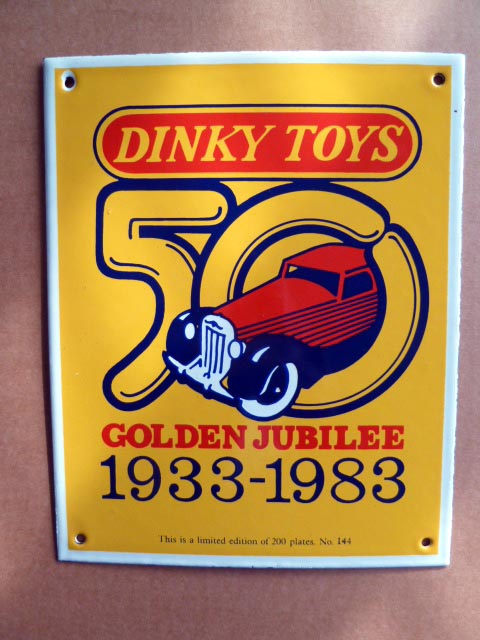 DINKY TOYS
50
GOLDEN JUBILEE
1933-1983
This is a limited edition of 200 plates. No. 144